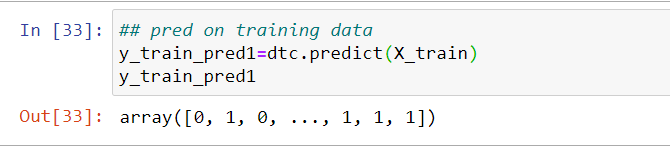 In [33]: ## pred on training data
y_train_pred1=dtc.predict(X_train)
y_train_pred1
Out[33]: array([0, 1, 0, ..., 1, 1, 1])